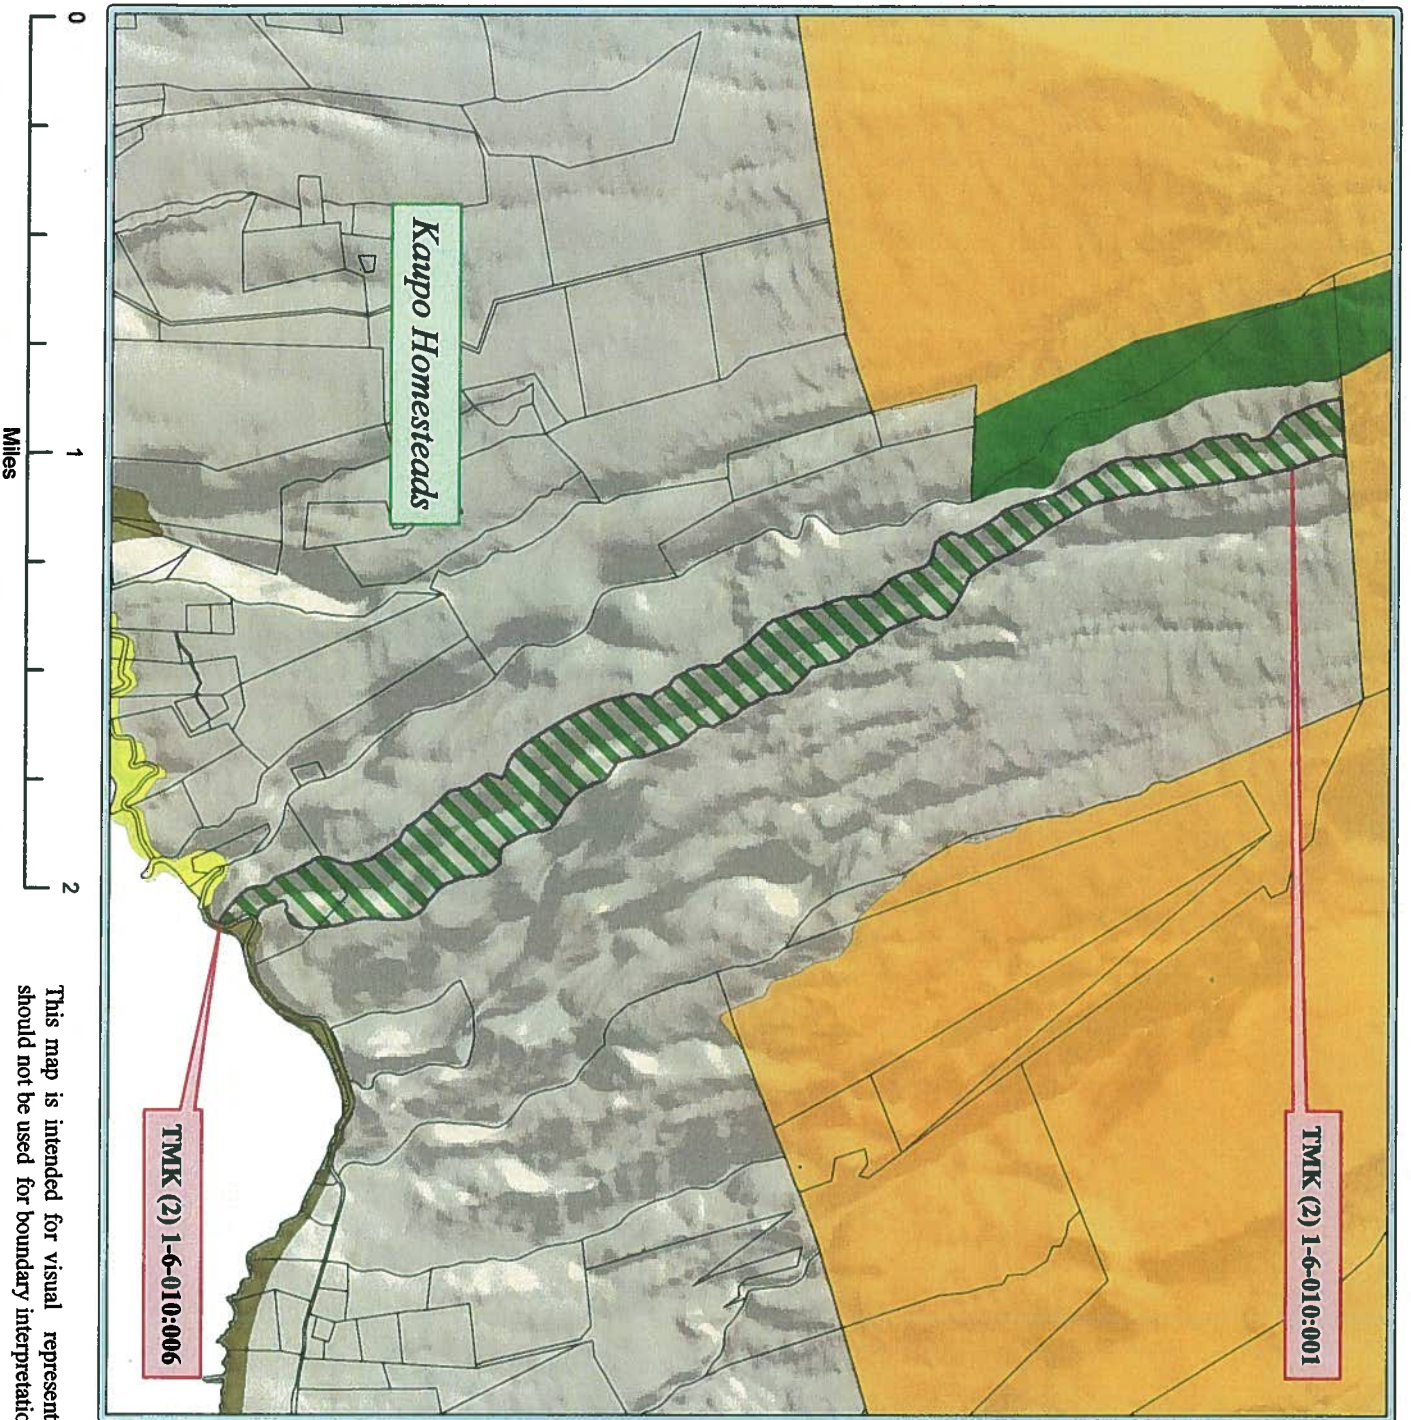 TMK (2) 1-6-010:001
Kaupo Homesteads
TMK (2) 1-6-010:006
0 1 2
Miles
This map is intended for visual represent
should not be used for boundary interpretatio